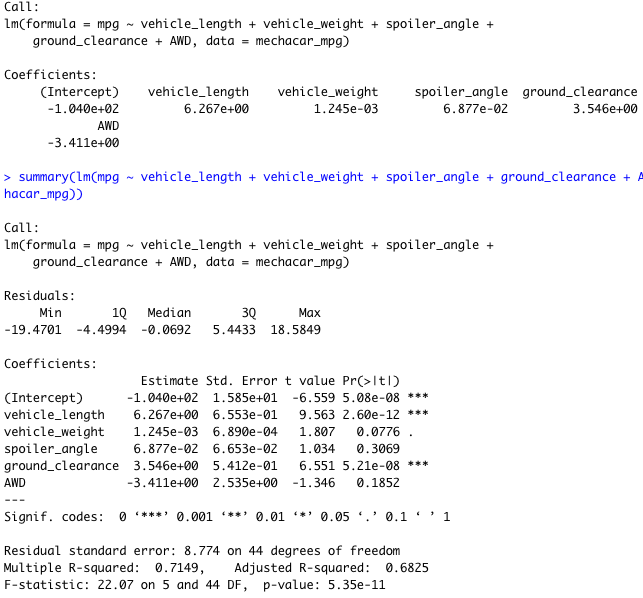 Call:
lm(formula = mpg ~ vehicle_length + vehicle_weight + spoiler_angle +
    ground_clearance + AWD, data = mechacar_mpg)

Coefficients:
     (Intercept)    vehicle_length    vehicle_weight     spoiler_angle  ground_clearance
      -1.040e+02         6.267e+00         1.245e-03         6.877e-02         3.546e+00
             AWD
      -3.411e+00

> summary(lm(mpg ~ vehicle_length + vehicle_weight + spoiler_angle + ground_clearance + A
hacar_mpg))

Call:
lm(formula = mpg ~ vehicle_length + vehicle_weight + spoiler_angle +
    ground_clearance + AWD, data = mechacar_mpg)

Residuals:
     Min       1Q   Median       3Q      Max
-19.4701  -4.4994  -0.0692   5.4433  18.5849

Coefficients:
                   Estimate Std. Error t value Pr(>|t|)
(Intercept)      -1.040e+02  1.585e+01  -6.559 5.08e-08 ***
vehicle_length    6.267e+00  6.553e-01   9.563 2.60e-12 ***
vehicle_weight    1.245e-03  6.890e-04   1.807   0.0776 .
spoiler_angle     6.877e-02  6.653e-02   1.034   0.3069
ground_clearance  3.546e+00  5.412e-01   6.551 5.21e-08 ***
AWD              -3.411e+00  2.535e+00  -1.346   0.1852
---
Signif. codes:  0 ‘***’ 0.001 ‘**’ 0.01 ‘*’ 0.05 ‘.’ 0.1 ‘ ’ 1

Residual standard error: 8.774 on 44 degrees of freedom
Multiple R-squared:  0.7149,    Adjusted R-squared:  0.6825
F-statistic: 22.07 on 5 and 44 DF,  p-value: 5.35e-11